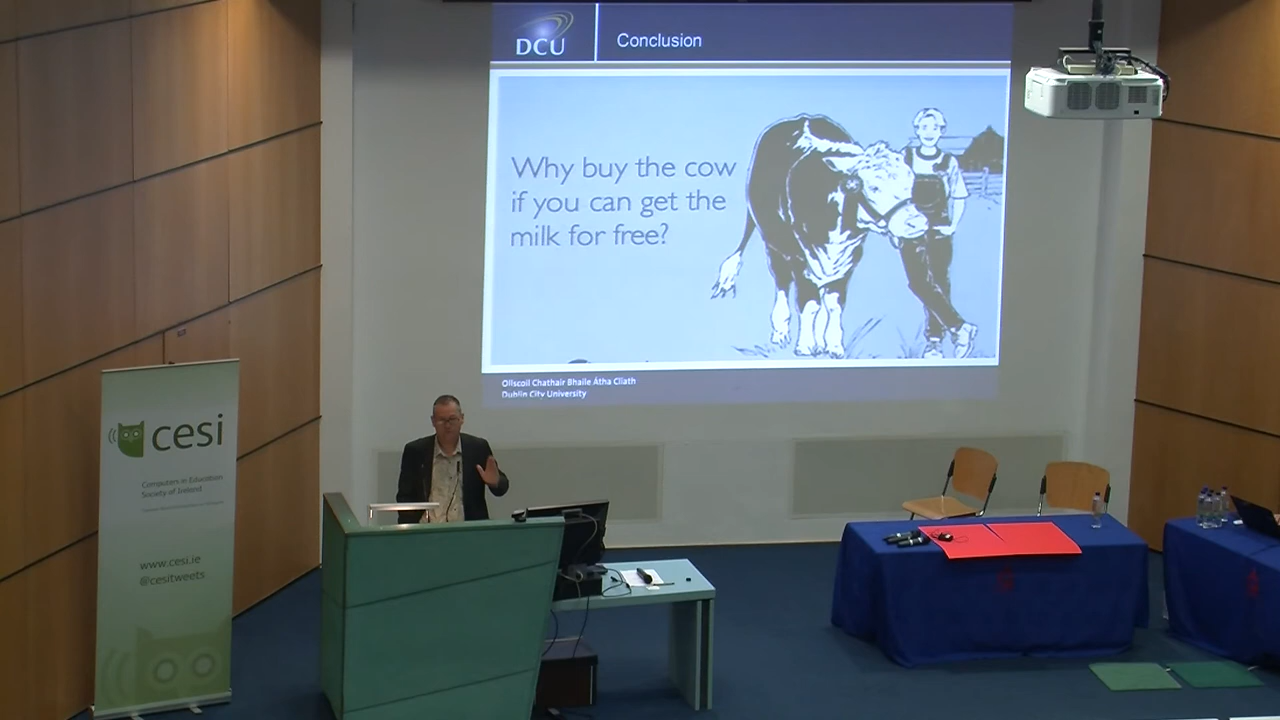 DCU
Conclusion
Why buy the cow
if you can get the
milk for free?
Ollscoil Chathair Bhaile Átha Cliath
Dublin City University
cesi
Computers in Education
Society of Ireland
www.cesi.ie
@cesitweets